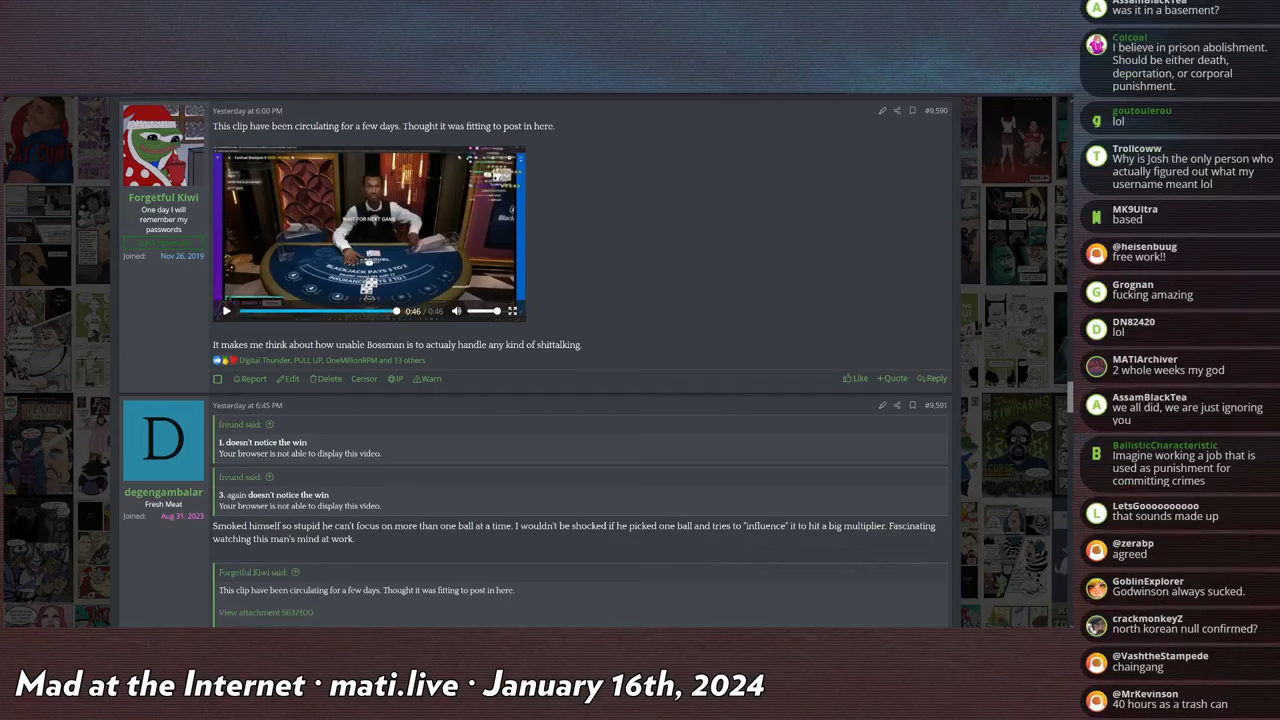 Yesterday at 6:00 PM
#9,590
This clip have been circulating for a few days. Thought it was fitting to post in here.
WAIT FOR NEXT GAME
BLACKJACK PAYS 3 TO 2
0:46 / 0:46
Forgetful Kiwi
One day I will
remember my
passwords
Joined: Nov 26, 2019
It makes me think about how unable Bossman is to actualy handle any kind of shittalking.
Digital Thunder, PULL UP, OneMillionRPM and 13 others
Report Edit Delete Censor IP Warn
Like +Quote Reply
Yesterday at 6:45 PM
#9,591
D
degengambalar
Fresh Meat
Joined: Aug 31, 2023
freund said:
1. doesn't notice the win
Your browser is not able to display this video.
freund said:
3. again doesn't notice the win
Your browser is not able to display this video.
Smoked himself so stupid he can't focus on more than one ball at a time. I wouldn't be shocked if he picked one ball and tries to "influence" it to hit a big multiplier. Fascinating
watching this man's mind at work.
Forgetful Kiwi said:
This clip have been circulating for a few days. Thought it was fitting to post in here.
View attachment 5637400
AssamBlackTea
was it in a basement?
Colcoal
I believe in prison abolishment.
Should be either death,
deportation, or corporal
punishment.
goutoulerou
lol
Trollcoww
Why is Josh the only person who
actually figured out what my
username meant lol
MK9Ultra
based
@heisenbuug
free work!!
Grognan
fucking amazing
DN82420
lol
MATIArchiver
2 whole weeks my god
AssamBlackTea
we all did, we are just ignoring
you
BallisticCharacteristic
Imagine working a job that is
used as punishment for
committing crimes
LetsGoooooooooo
that sounds made up
@zerabp
agreed
GoblinExplorer
Godwinson always sucked.
crackmonkeyZ
north korean null confirmed?
@VashtheStampede
chaingang
@MrKevinson
40 hours as a trash can
Mad at the Internet · mati.live · January 16th, 2024